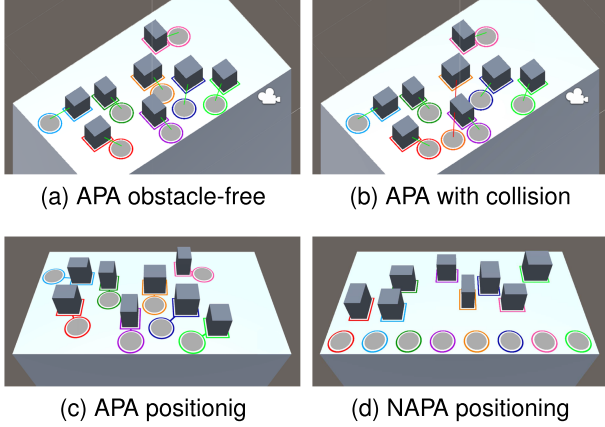 (a) APA obstacle-free
(b) APA with collision
(c) APA positionig
(d) NAPA positioning